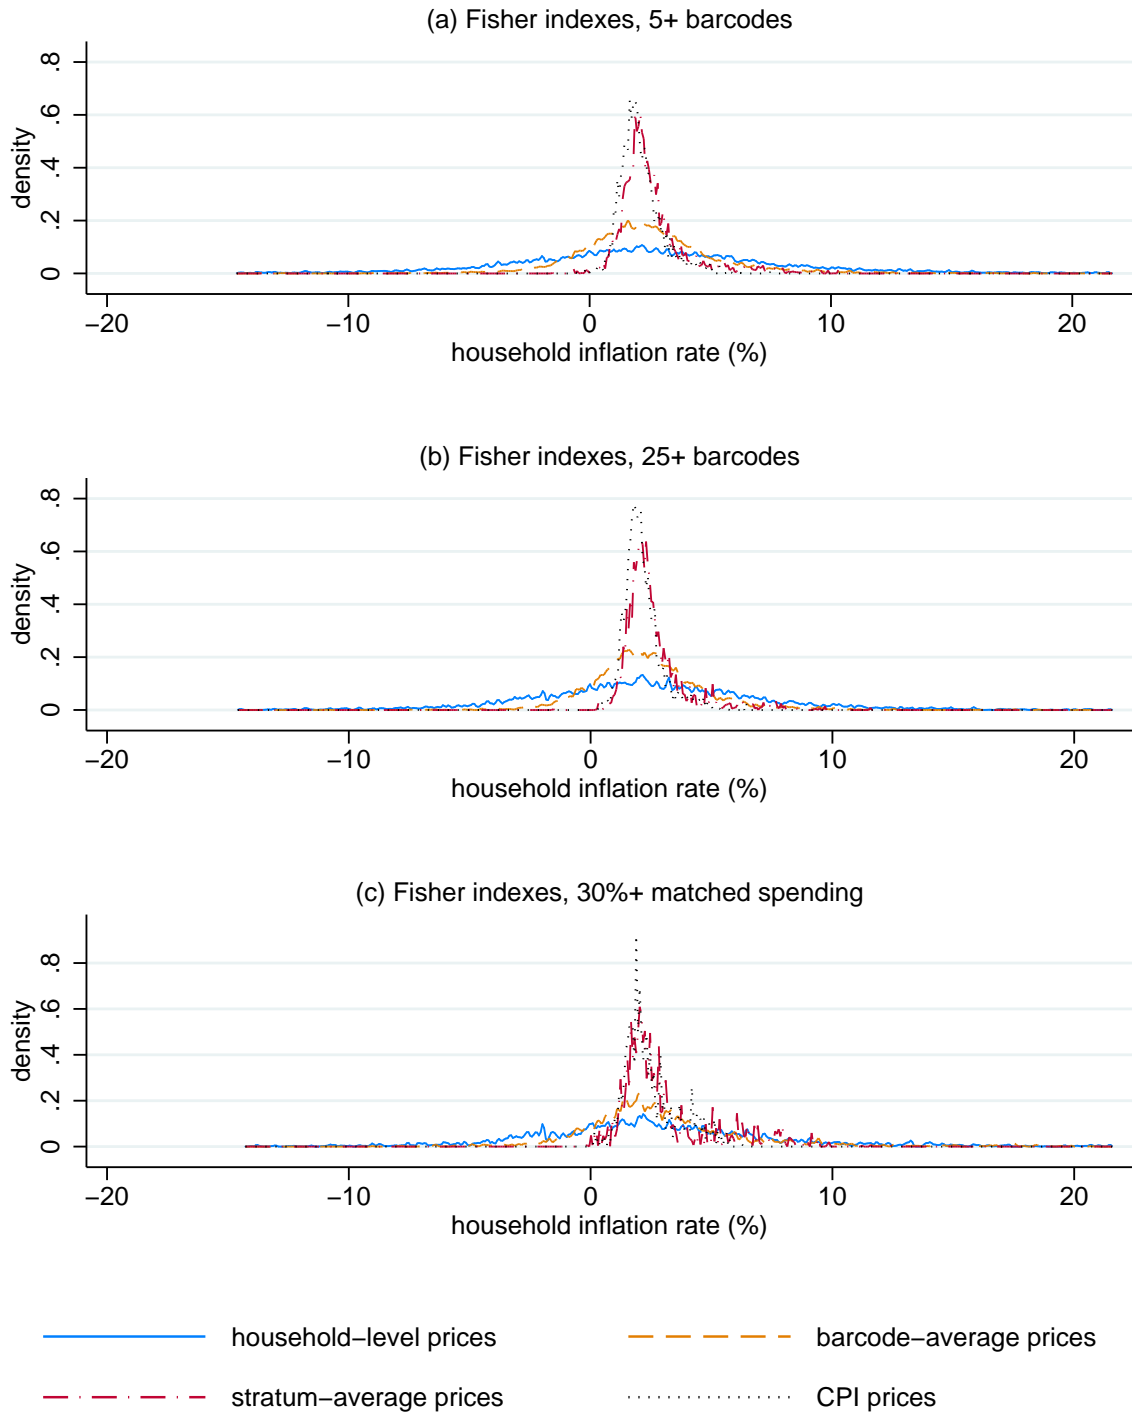 (a) Fisher indexes, 5+ barcodes
density
0
.2
.4
.6
.8
−20
−10
0
10
20
household inflation rate (%)
(b) Fisher indexes, 25+ barcodes
density
0
.2
.4
.6
.8
−20
−10
0
10
20
household inflation rate (%)
(c) Fisher indexes, 30%+ matched spending
density
0
.2
.4
.6
.8
−20
−10
0
10
20
household inflation rate (%)
household−level prices
barcode−average prices
stratum−average prices
CPI prices